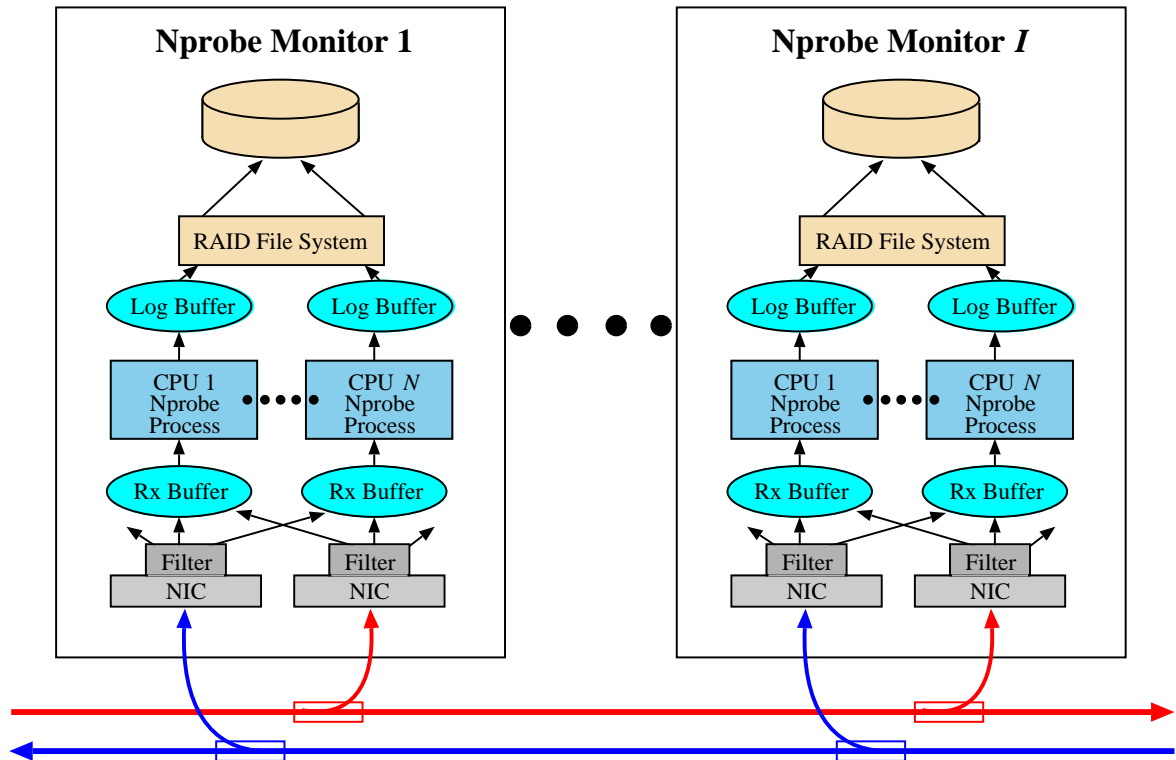 Nprobe Monitor 1
RAID File System
Log Buffer
Log Buffer
CPU 1
Nprobe
Process
CPU N
Nprobe
Process
Rx Buffer
Rx Buffer
Filter
Filter
NIC
NIC
Nprobe Monitor I
RAID File System
Log Buffer
Log Buffer
CPU 1
Nprobe
Process
CPU N
Nprobe
Process
Rx Buffer
Rx Buffer
Filter
Filter
NIC
NIC